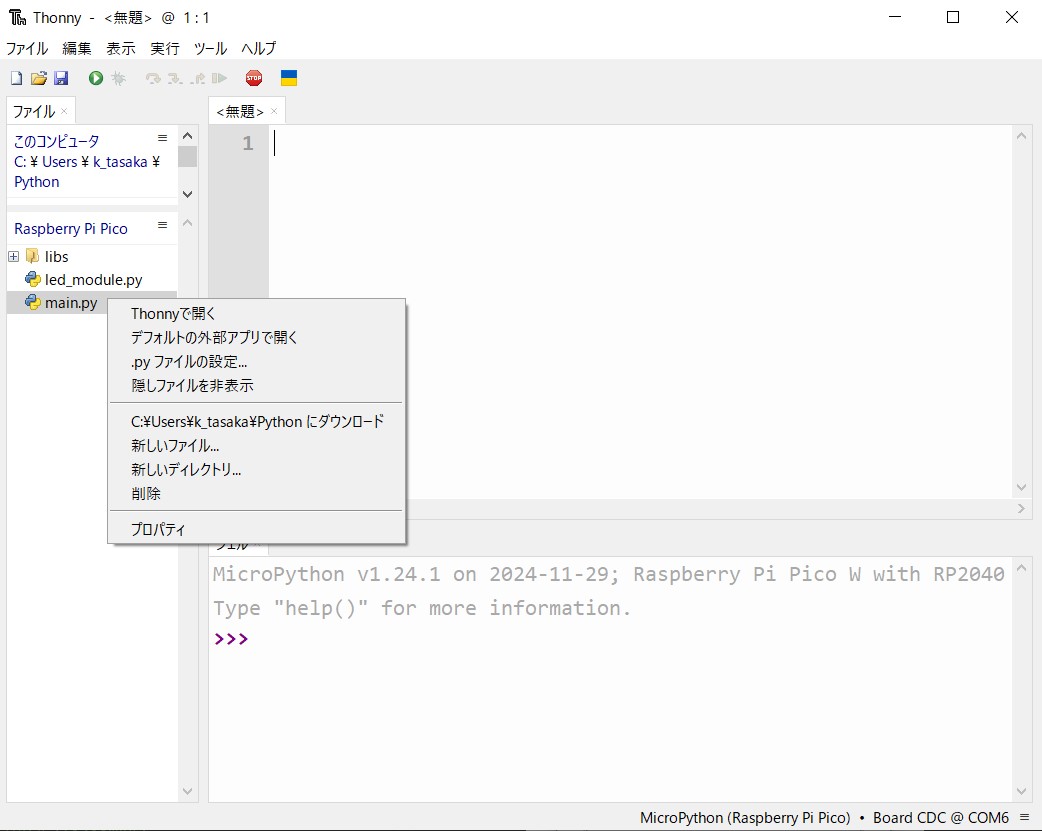 Thonny - <無題> @ 1 : 1
ファイル 編集 表示 実行 ツール ヘルプ
STOP
ファイル ×
このコンピュータ
C: ¥ Users ¥ k_tasaka ¥
Python
Raspberry Pi Pico
libs
led_module.py
main.py
<無題> ×
1
Thonnyで開く
デフォルトの外部アプリで開く
.py ファイルの設定...
隠しファイルを非表示
C:¥Users¥k_tasaka¥Python にダウンロード
新しいファイル...
新しいディレクトリ...
削除
プロパティ
シェル ×
MicroPython v1.24.1 on 2024-11-29; Raspberry Pi Pico W with RP2040
Type "help()" for more information.
>>>
MicroPython (Raspberry Pi Pico) • Board CDC @ COM6 ≡